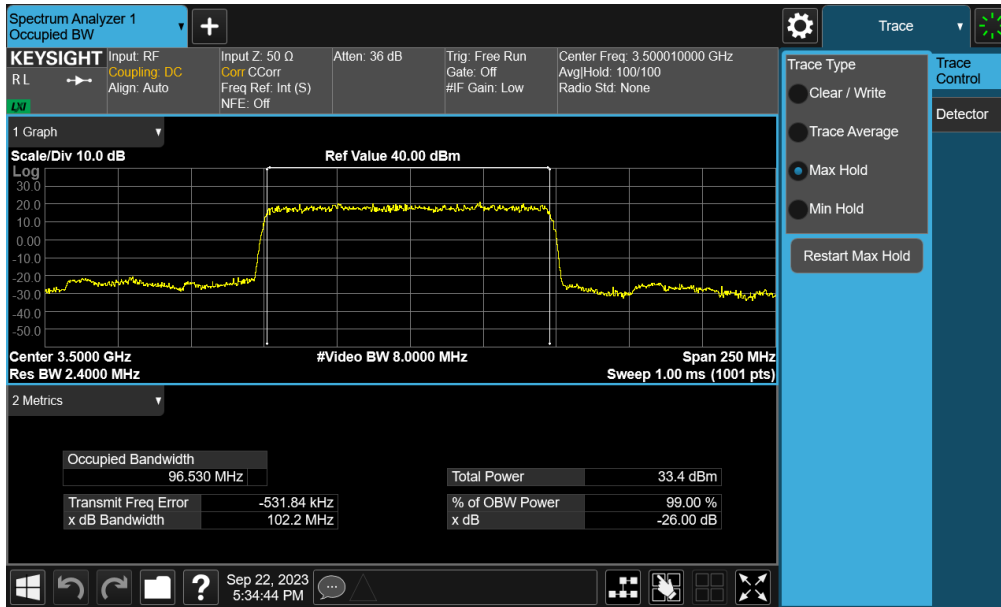 Spectrum Analyzer 1
Occupied BW
Trace
KEYSIGHT
R L
LXI
Input: RF
Coupling: DC
Align: Auto
Input Z: 50 Ω
Corr CCorr
Freq Ref: Int (S)
NFE: Off
Atten: 36 dB
Trig: Free Run
Gate: Off
#IF Gain: Low
Center Freq: 3.500010000 GHz
Avg|Hold: 100/100
Radio Std: None
Trace Type
Clear / Write
Trace Average
Max Hold
Min Hold
Restart Max Hold
Trace
Control
Detector
1 Graph
Scale/Div 10.0 dB
Ref Value 40.00 dBm
Log
30.0
20.0
10.0
0.00
-10.0
-20.0
-30.0
-40.0
-50.0
Center 3.5000 GHz
#Video BW 8.0000 MHz
Span 250 MHz
Res BW 2.4000 MHz
Sweep 1.00 ms (1001 pts)
2 Metrics
Occupied Bandwidth
96.530 MHz
Total Power 33.4 dBm
Transmit Freq Error -531.84 kHz
% of OBW Power 99.00 %
x dB Bandwidth 102.2 MHz
x dB -26.00 dB
?
Sep 22, 2023
5:34:44 PM